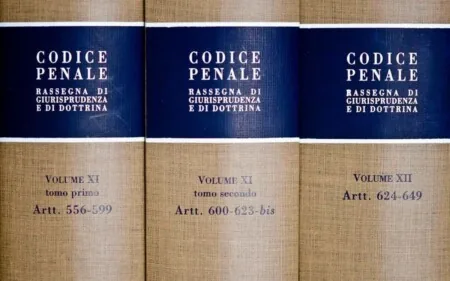 CODICE
PENALE
RASSEGNA DI
GIURISPRUDENZA
E DI DOTTRINA
VOLUME XI
tomo primo
Artt. 556-599
CODICE
PENALE
RASSEGNA DI
GIURISPRUDENZA
E DI DOTTRINA
VOLUME XI
tomo secondo
Artt. 600-623-bis
CODICE
PENALE
RASSEGNA DI
GIURISPRUDENZA
E DI DOTTRINA
VOLUME XII
Artt. 624-649